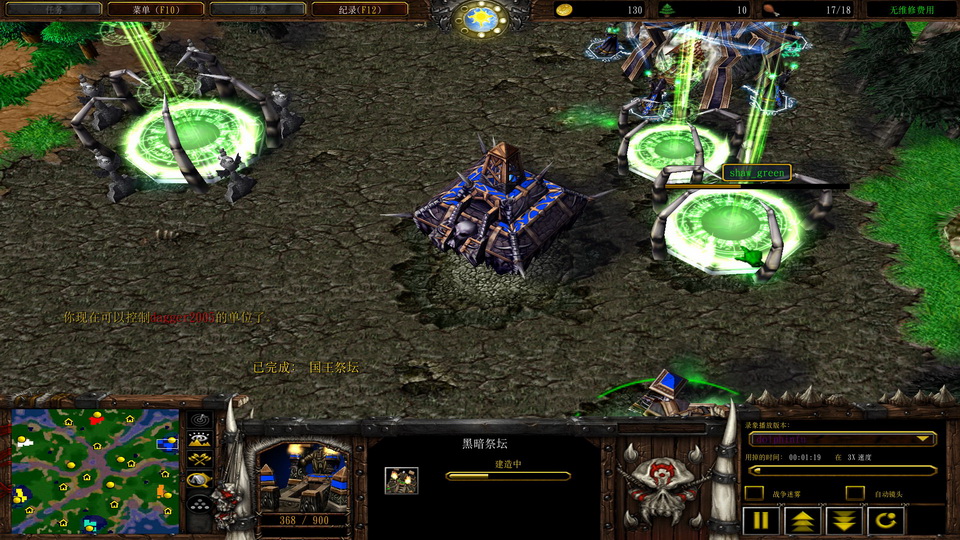 任务
菜单 (F10)
盟友
纪录(F12)
130
10
17/18
无维修费用
shaw_green
你现在可以控制
的单位了
已完成: 国王祭坛
黑暗祭坛
建造中
368 / 900
录象播放版本:
用掉的时间: 00:01:19 在 3X 速度
战争迷雾
自动镜头